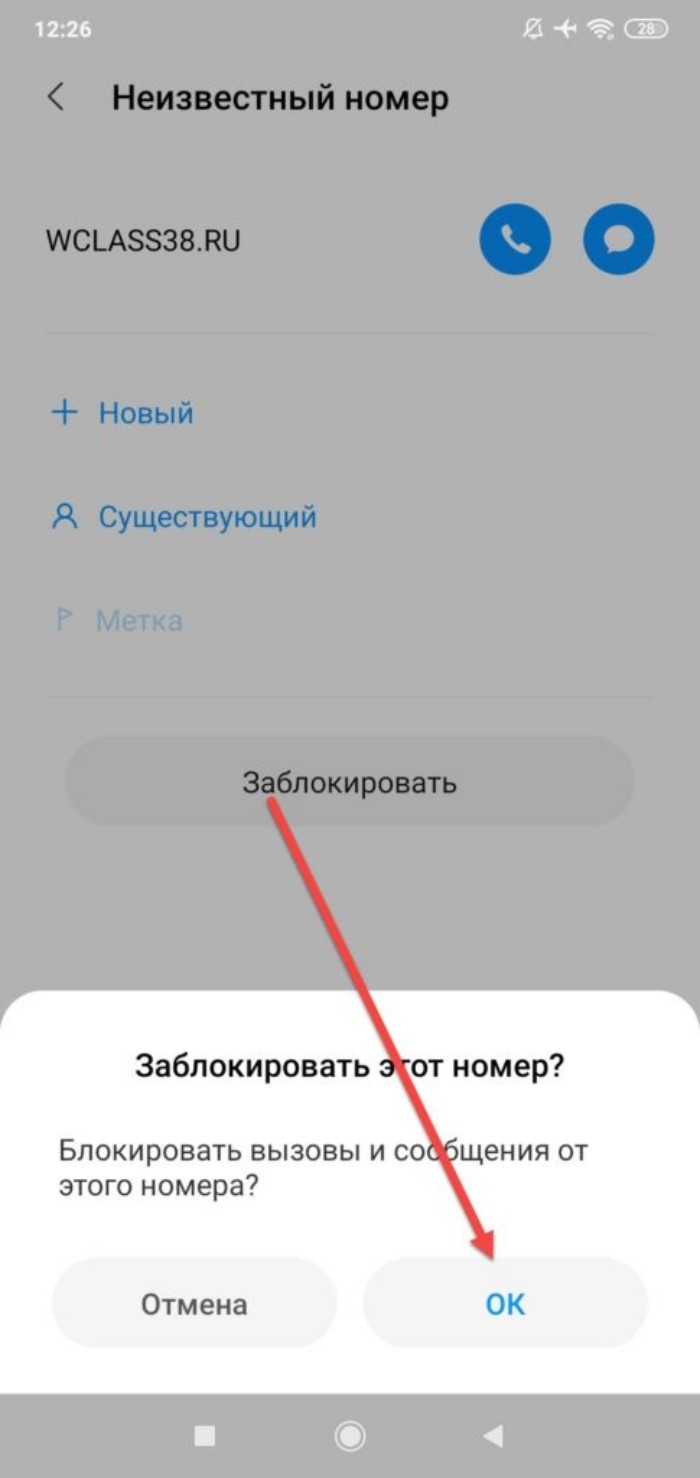 12:26
28
Неизвестный номер
WCLASS38.RU
Новый
Существующий
Метка
Заблокировать
Заблокировать этот номер?
Блокировать вызовы и сообщения от
этого номера?
Отмена
ОК